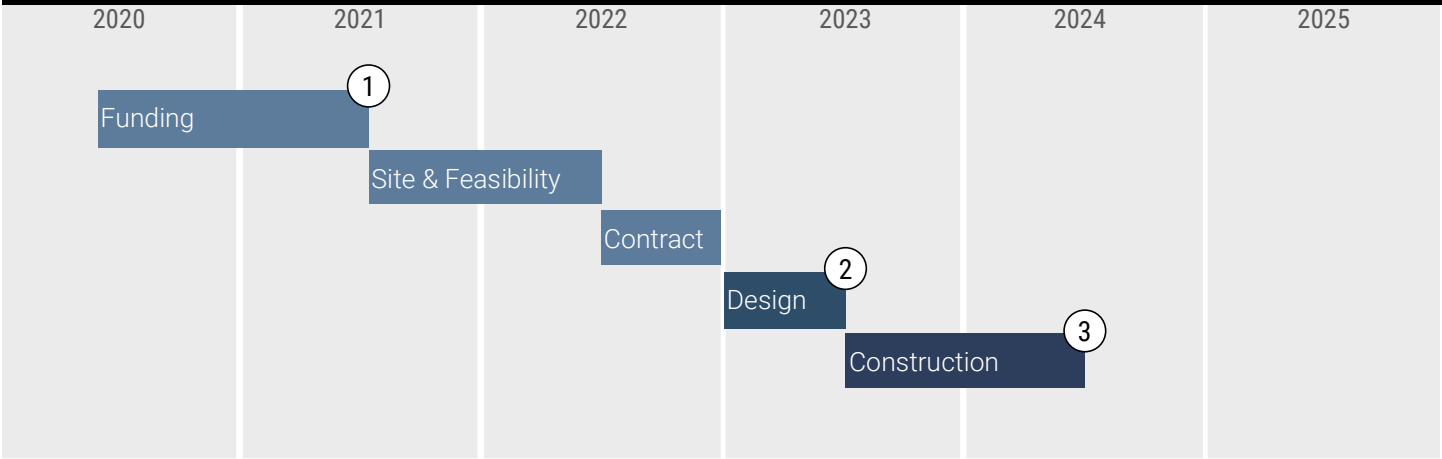 2020 2021 2022 2023 2024 2025
1
Funding
Site & Feasibility
Contract
2
Design
3
Construction